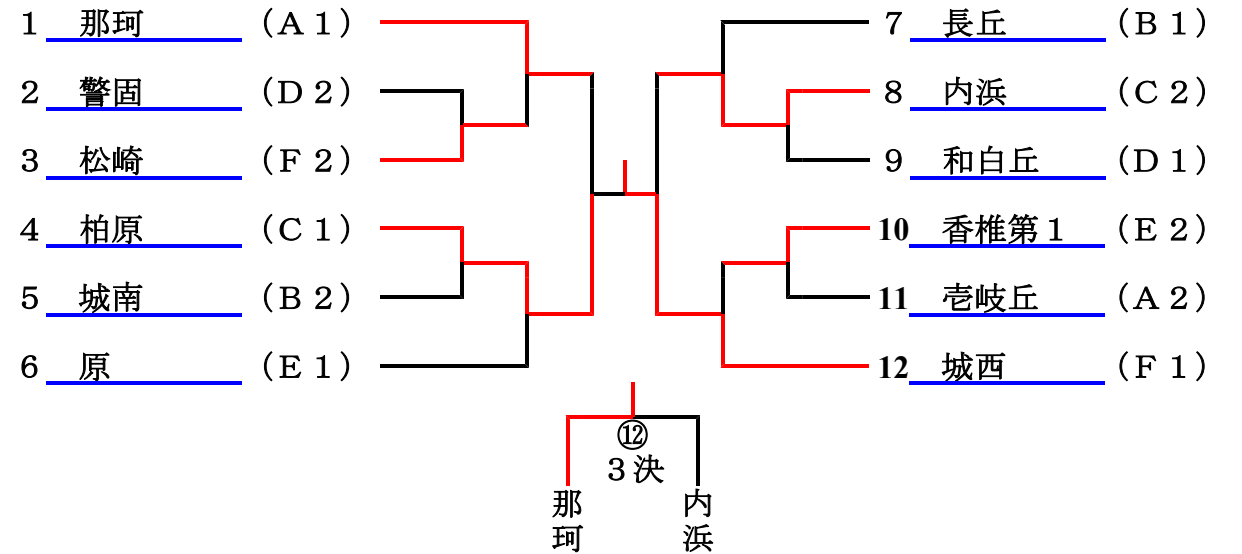 1 那珂 （A１）
2 警固 （D２）
3 松崎 （F２）
4 柏原 （C１）
5 城南 （B２）
6 原 （E１）
7 長丘 （B１）
8 内浜 （C２）
9 和白丘 （D１）
10 香椎第１ （E２）
11 壱岐丘 （A２）
12 城西 （F１）
⑫
３決
那珂
内浜